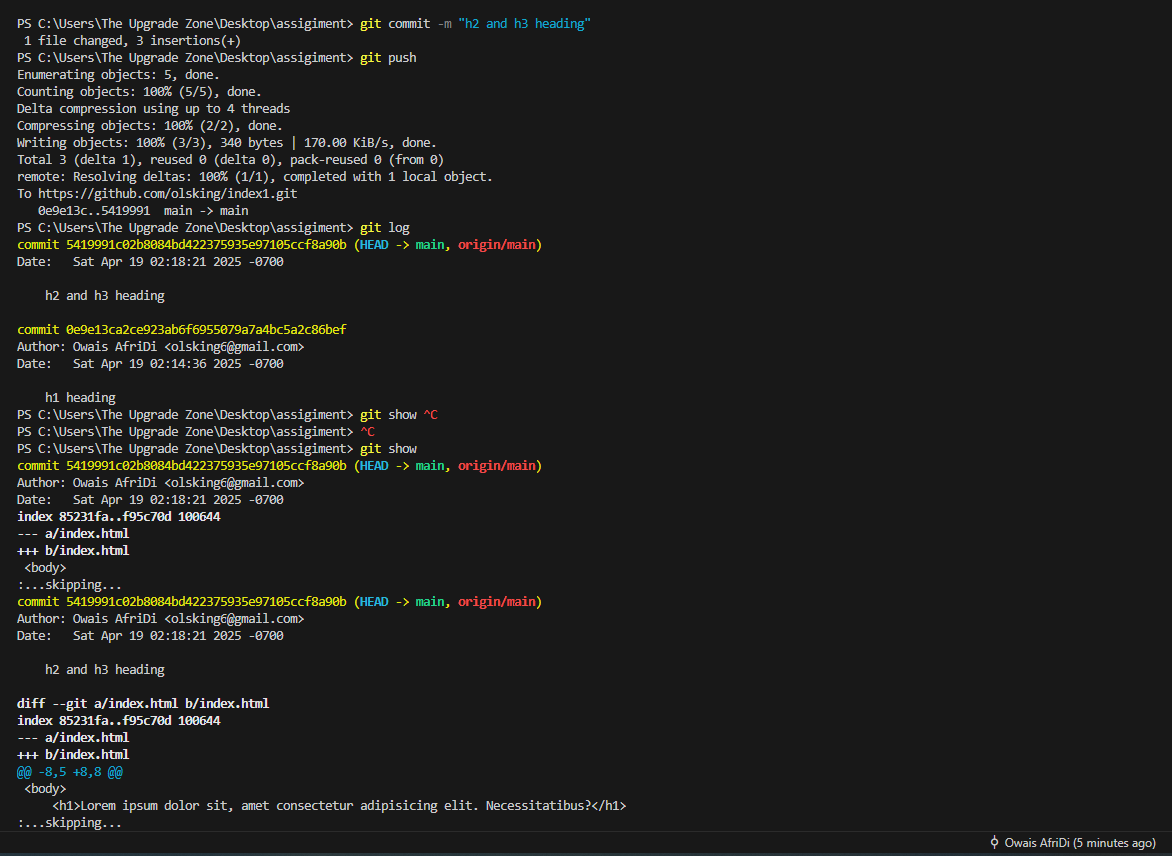 PS C:\Users\The Upgrade Zone\Desktop\assigiment> git commit -m "h2 and h3 heading"
 1 file changed, 3 insertions(+)
PS C:\Users\The Upgrade Zone\Desktop\assigiment> git push
Enumerating objects: 5, done.
Counting objects: 100% (5/5), done.
Delta compression using up to 4 threads
Compressing objects: 100% (2/2), done.
Writing objects: 100% (3/3), 340 bytes | 170.00 KiB/s, done.
Total 3 (delta 1), reused 0 (delta 0), pack-reused 0 (from 0)
remote: Resolving deltas: 100% (1/1), completed with 1 local object.
To https://github.com/olsking/index1.git
   0e9e13c..5419991  main -> main
PS C:\Users\The Upgrade Zone\Desktop\assigiment> git log
commit 5419991c02b8084bd422375935e97105ccf8a90b (HEAD -> main, origin/main)
Date:   Sat Apr 19 02:18:21 2025 -0700

    h2 and h3 heading

commit 0e9e13ca2ce923ab6f6955079a7a4bc5a2c86bef
Author: Owais AfriDi <olsking6@gmail.com>
Date:   Sat Apr 19 02:14:36 2025 -0700

    h1 heading
PS C:\Users\The Upgrade Zone\Desktop\assigiment> git show ^C
PS C:\Users\The Upgrade Zone\Desktop\assigiment> ^C
PS C:\Users\The Upgrade Zone\Desktop\assigiment> git show
commit 5419991c02b8084bd422375935e97105ccf8a90b (HEAD -> main, origin/main)
Author: Owais AfriDi <olsking6@gmail.com>
Date:   Sat Apr 19 02:18:21 2025 -0700
index 85231fa..f95c70d 100644
--- a/index.html
+++ b/index.html
 <body>
:...skipping...
commit 5419991c02b8084bd422375935e97105ccf8a90b (HEAD -> main, origin/main)
Author: Owais AfriDi <olsking6@gmail.com>
Date:   Sat Apr 19 02:18:21 2025 -0700

    h2 and h3 heading

diff --git a/index.html b/index.html
index 85231fa..f95c70d 100644
--- a/index.html
+++ b/index.html
@@ -8,5 +8,8 @@
 <body>
     <h1>Lorem ipsum dolor sit, amet consectetur adipisicing elit. Necessitatibus?</h1>
:...skipping...
Owais AfriDi (5 minutes ago)